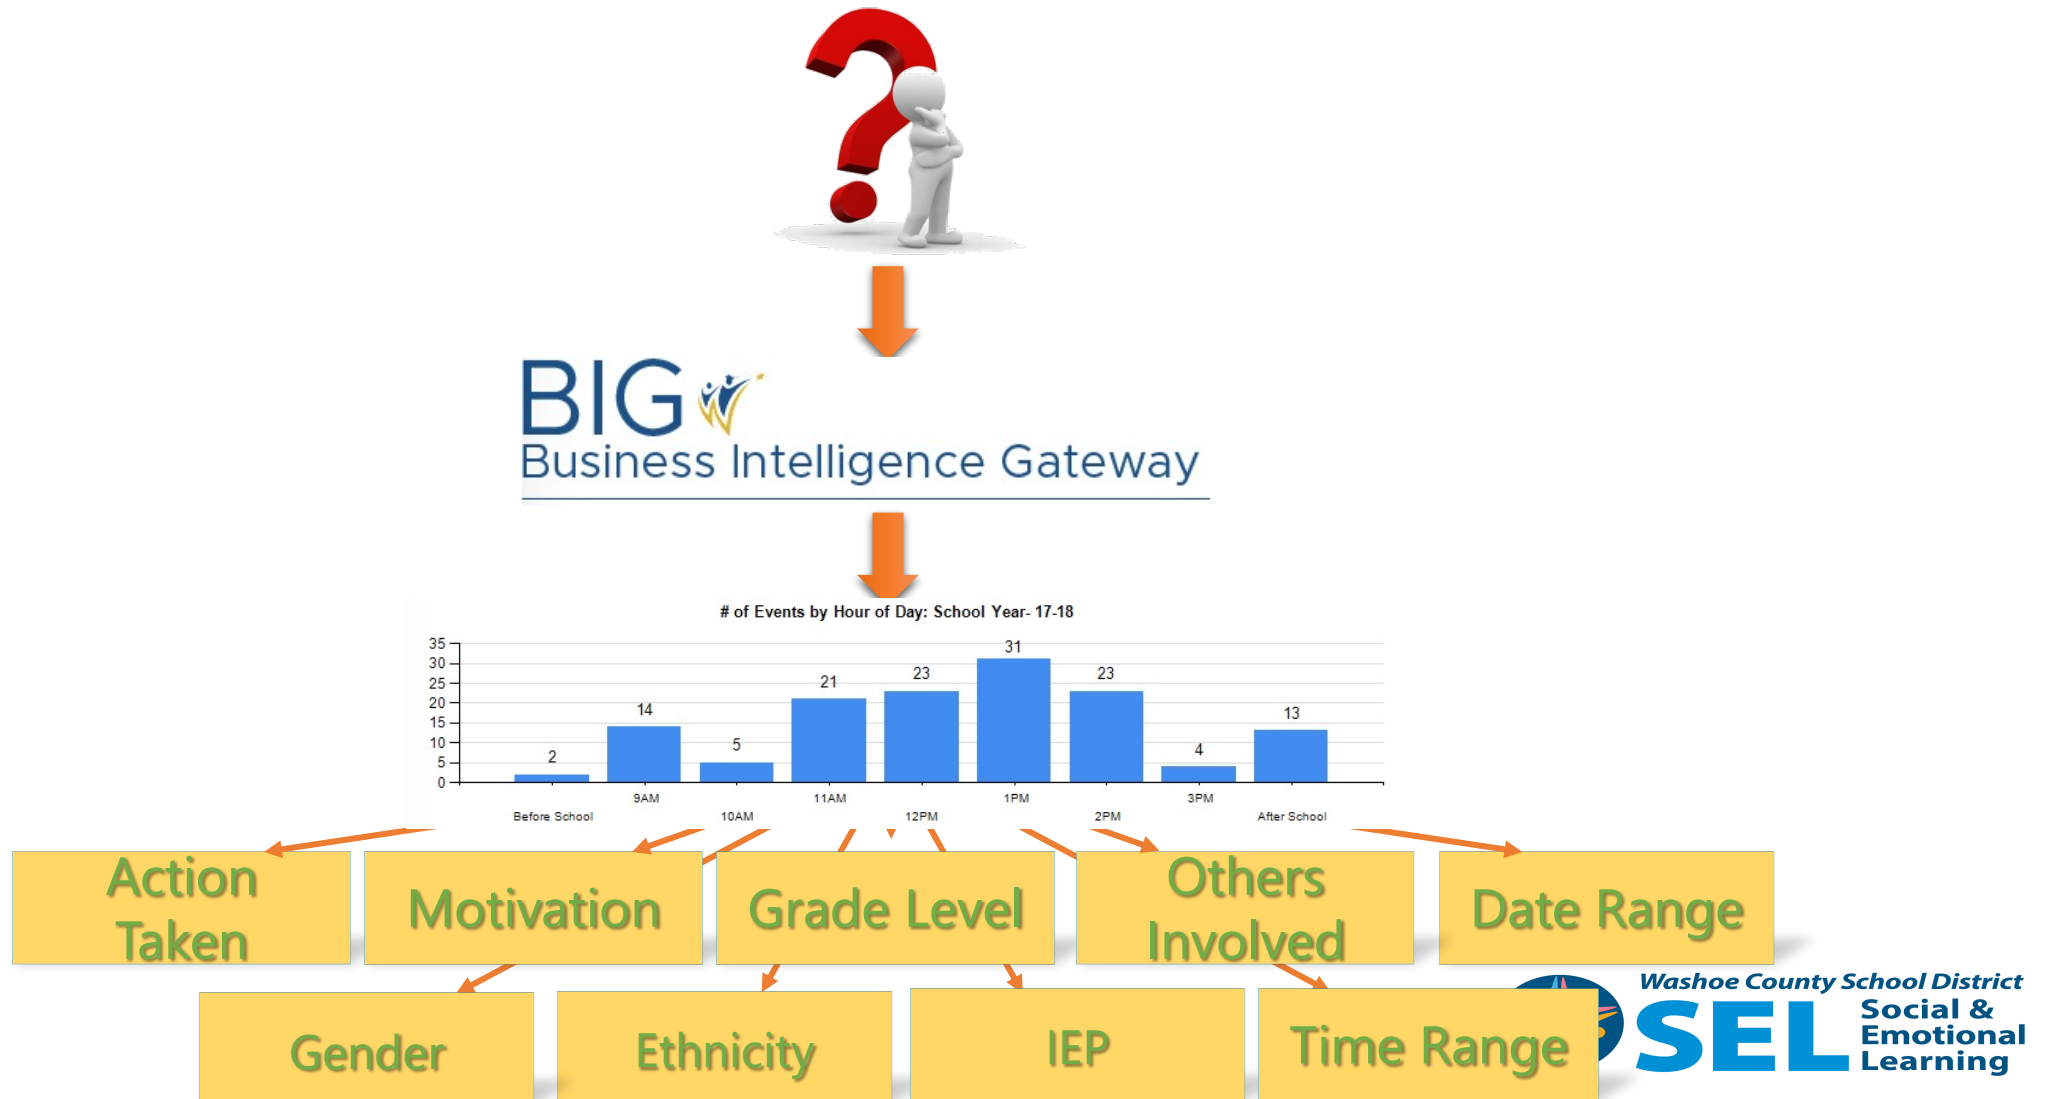 BIG
Business Intelligence Gateway
# of Events by Hour of Day: School Year- 17-18
35
30
25
20
15
10
5
0
2
14
5
21
23
31
23
4
13
Before School
9AM
10AM
11AM
12PM
1PM
2PM
3PM
After School
Action
Taken
Motivation
Grade Level
Others
Involved
Date Range
Gender
Ethnicity
IEP
Time Range
Washoe County School District
SEL
Social &
Emotional
Learning